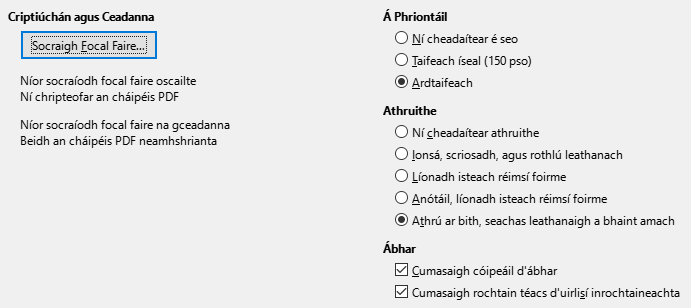 Criptiúchán agus Ceadanna
Socraigh Focal Faire...
Níor socraíodh focal faire oscailte
Ní chripteofar an cháipéis PDF
Níor socraíodh focal faire na gceadanna
Beidh an cháipéis PDF neamhshrianta
Á Phriontáil
Ní cheadaítear é seo
Taifeach íseal (150 pso)
Ardtaifeach
Athruithe
Ní cheadaítear athruithe
Ionsá, scriosadh, agus rothlú leathanach
Líonadh isteach réimsí foirme
Anótáil, líonadh isteach réimsí foirme
Athrú ar bith, seachas leathanaigh a bhaint amach
Ábhar
Cumasaigh cóipeáil d'ábhar
Cumasaigh rochtain téacs d'uirlisí inrochtaineachta